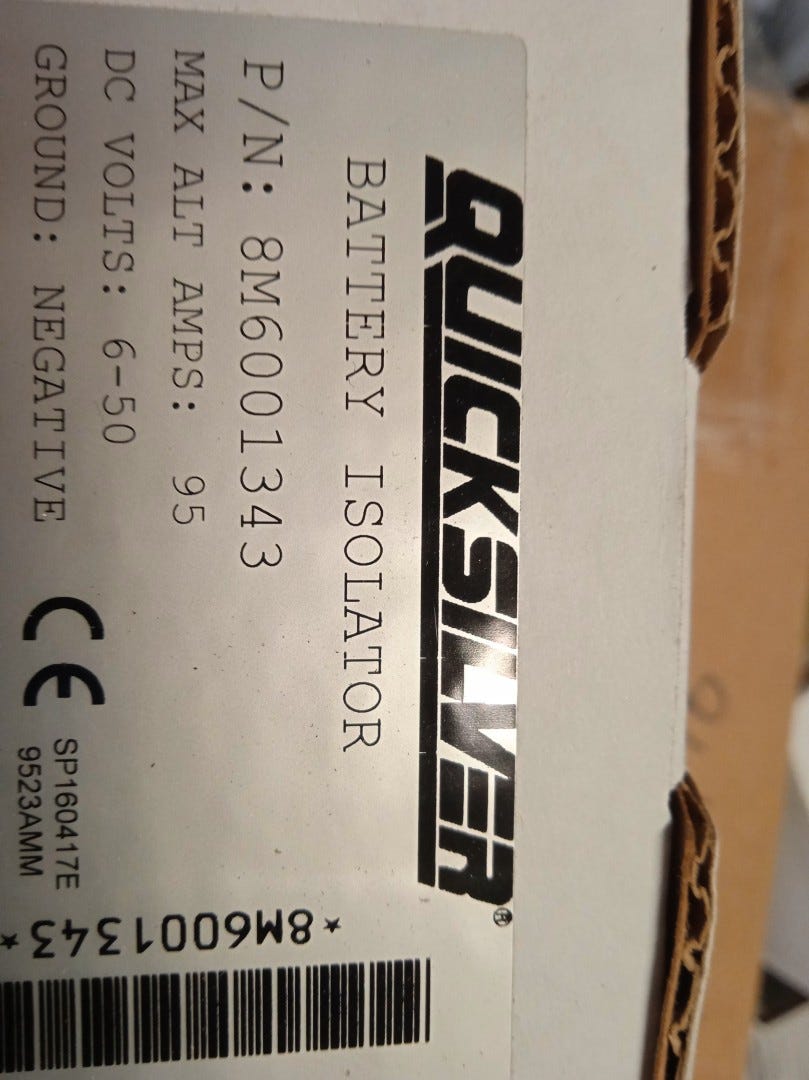 QUICKSILVER®
BATTERY ISOLATOR
P/N: 8M6001343
MAX ALT AMPS: 95
DC VOLTS: 6-50
GROUND: NEGATIVE
CE
SP160417E
9523AMM
*8M6001343*